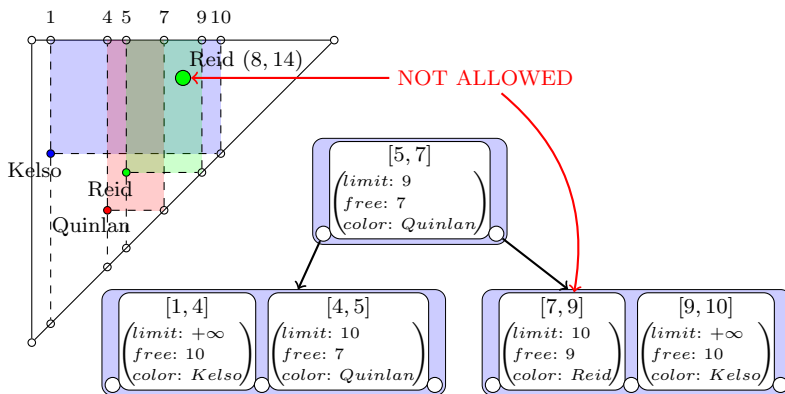 1 4 5 7 9 10
Reid (8, 14)
NOT ALLOWED
Kelso
Reid
Quinlan
[5, 7]
limit: 9
free: 7
color: Quinlan
[1, 4]
limit: +∞
free: 10
color: Kelso
[4, 5]
limit: 10
free: 7
color: Quinlan
[7, 9]
limit: 10
free: 9
color: Reid
[9, 10]
limit: +∞
free: 10
color: Kelso